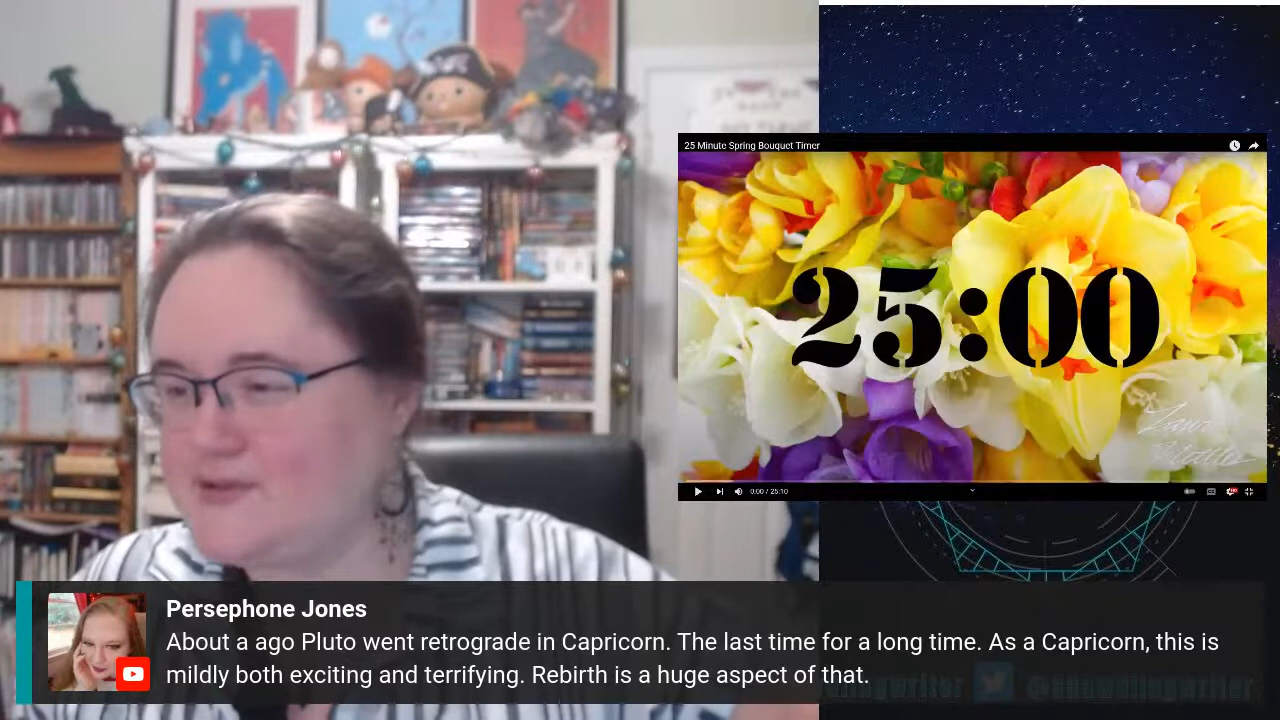 25 Minute Spring Bouquet Timer
25:00
0:00 / 25:10
Persephone Jones
About a ago Pluto went retrograde in Capricorn. The last time for a long time. As a Capricorn, this is
mildly both exciting and terrifying. Rebirth is a huge aspect of that.